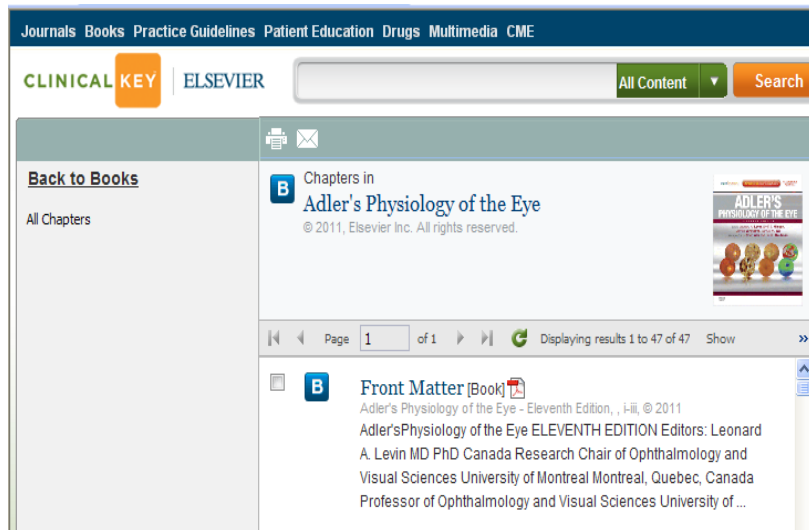 Journals Books Practice Guidelines Patient Education Drugs Multimedia CME
CLINICAL KEY ELSEVIER All Content Search
Back to Books
All Chapters
B Chapters in
Adler's Physiology of the Eye
© 2011, Elsevier Inc. All rights reserved.
ADLER'S
PHYSIOLOGY OF THE EYE
Page 1 of 1 Displaying results 1 to 47 of 47 Show »
B Front Matter [Book]
Adler's Physiology of the Eye - Eleventh Edition, , i-iii, © 2011
Adler'sPhysiology of the Eye ELEVENTH EDITION Editors: Leonard
A. Levin MD PhD Canada Research Chair of Ophthalmology and
Visual Sciences University of Montreal Montreal, Quebec, Canada
Professor of Ophthalmology and Visual Sciences University of ...